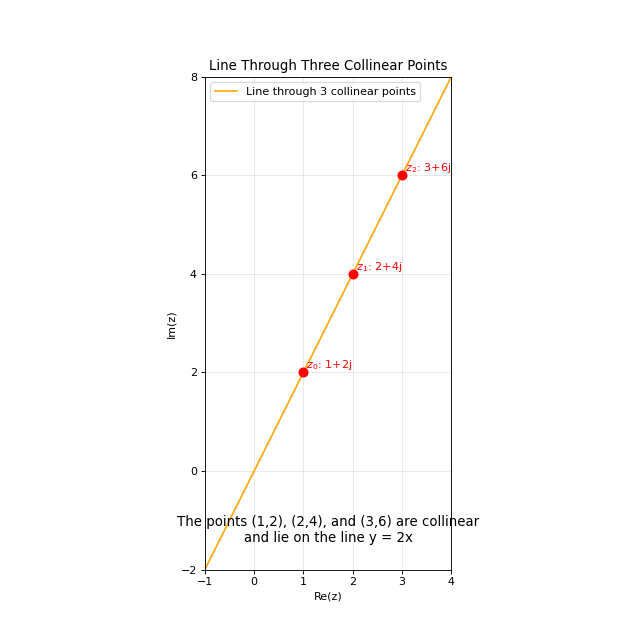 Line Through Three Collinear Points
Line through 3 collinear points
8
6
4
2
0
−2
Im(z)
z₂: 3+6j
z₁: 2+4j
z₀: 1+2j
The points (1,2), (2,4), and (3,6) are collinear
and lie on the line y = 2x
−1 0 1 2 3 4
Re(z)